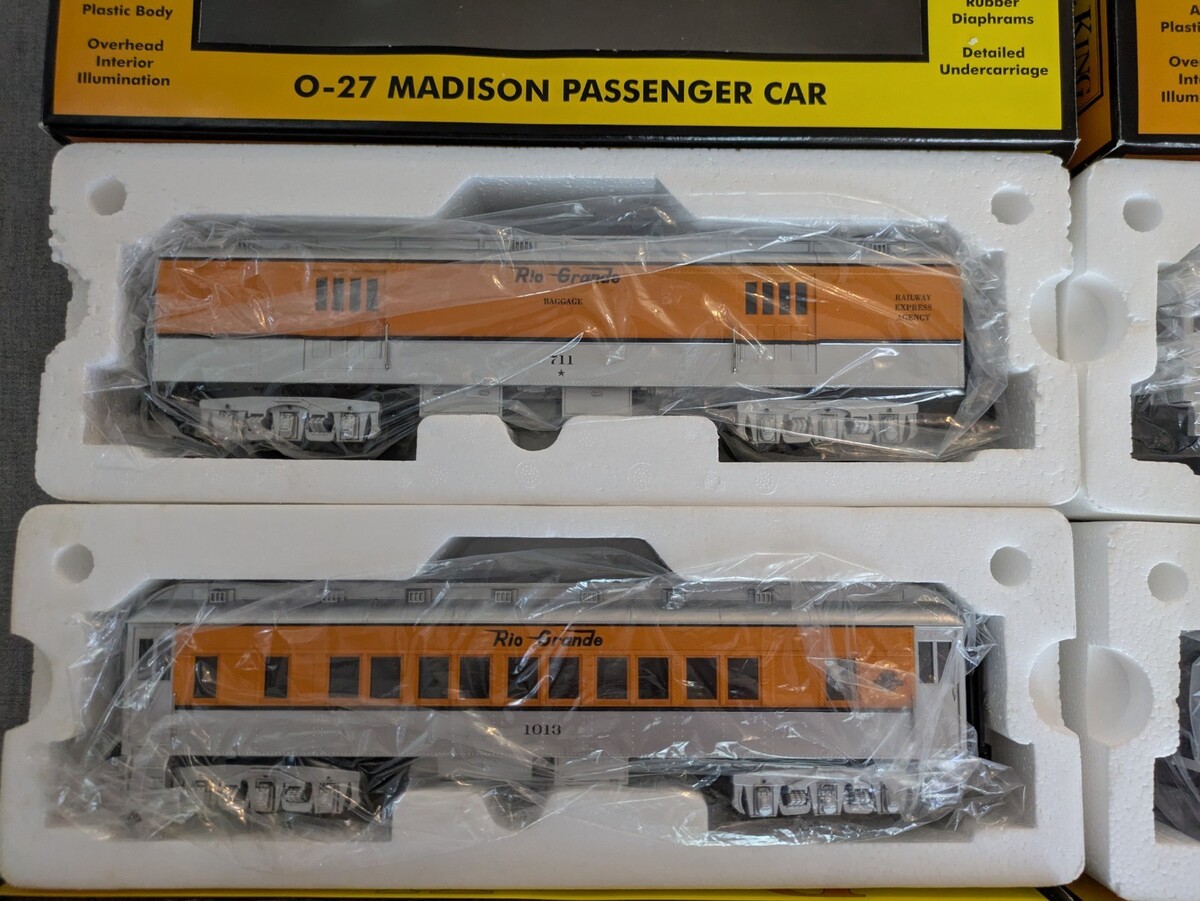 Plastic Body
Overhead
Interior
Illumination
Rubber
Diaphrams
Detailed
Undercarriage
O-27 MADISON PASSENGER CAR
KING
Rio Grande
BAGGAGE
RAILWAY
EXPRESS
AGENCY
711
Rio Grande
1013